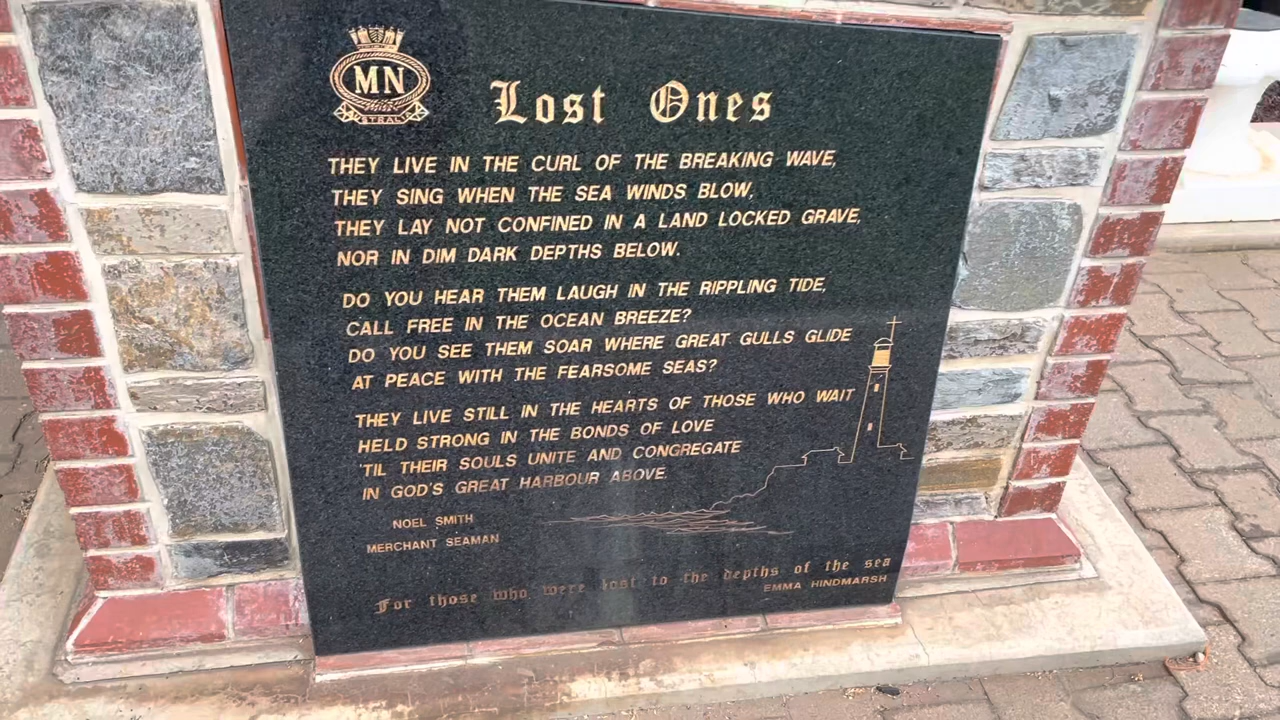 MN
AUSTRALIA
Lost Ones
THEY LIVE IN THE CURL OF THE BREAKING WAVE,
THEY SING WHEN THE SEA WINDS BLOW,
THEY LAY NOT CONFINED IN A LAND LOCKED GRAVE,
NOR IN DIM DARK DEPTHS BELOW.
DO YOU HEAR THEM LAUGH IN THE RIPPLING TIDE,
CALL FREE IN THE OCEAN BREEZE?
DO YOU SEE THEM SOAR WHERE GREAT GULLS GLIDE
AT PEACE WITH THE FEARSOME SEAS?
THEY LIVE STILL IN THE HEARTS OF THOSE WHO WAIT
HELD STRONG IN THE BONDS OF LOVE
'TIL THEIR SOULS UNITE AND CONGREGATE
IN GOD'S GREAT HARBOUR ABOVE.
NOEL SMITH
MERCHANT SEAMAN
For those who were lost to the depths of the sea
EMMA HINDMARSH